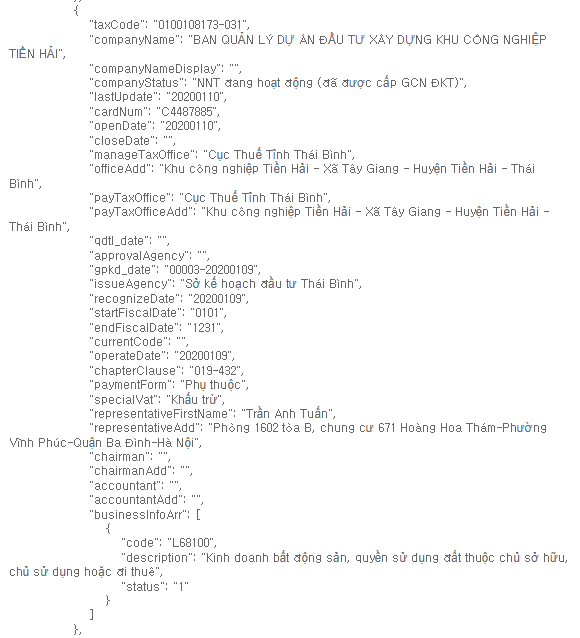 {
"taxCode": "0100108173-031",
"companyName": "BAN QUẢN LÝ DỰ ÁN ĐẦU TƯ XÂY DỰNG KHU CÔNG NGHIỆP
TIỀN HẢI",
"companyNameDisplay": "",
"companyStatus": "NNT đang hoạt động (đã được cấp GCN ĐKT)",
"lastUpdate": "20200110",
"cardNum": "C4487885",
"openDate": "20200110",
"closeDate": "",
"manageTaxOffice": "Cục Thuế Tỉnh Thái Bình",
"officeAdd": "Khu công nghiệp Tiền Hải - Xã Tây Giang - Huyện Tiền Hải - Thái
Bình",
"payTaxOffice": "Cục Thuế Tỉnh Thái Bình",
"payTaxOfficeAdd": "Khu công nghiệp Tiền Hải - Xã Tây Giang - Huyện Tiền Hải -
Thái Bình",
"qdtl_date": "",
"approvalAgency": "",
"gpkd_date": "00003-20200109",
"issueAgency": "Sở kế hoạch đầu tư Thái Bình",
"recognizeDate": "20200109",
"startFiscalDate": "0101",
"endFiscalDate": "1231",
"currentCode": "",
"operateDate": "20200109",
"chapterClause": "019-432",
"paymentForm": "Phụ thuộc",
"specialVat": "Khấu trừ",
"representativeFirstName": "Trần Anh Tuấn",
"representativeAdd": "Phòng 1602 tòa B, chung cư 671 Hoàng Hoa Thám-Phường
Vĩnh Phúc-Quận Ba Đình-Hà Nội",
"chairman": "",
"chairmanAdd": "",
"accountant": "",
"accountantAdd": "",
"businessInfoArr": [
{
"code": "L68100",
"description": "Kinh doanh bất động sản, quyền sử dụng đất thuộc chủ sở hữu,
chủ sử dụng hoặc đi thuê",
"status": "1"
}
]
},